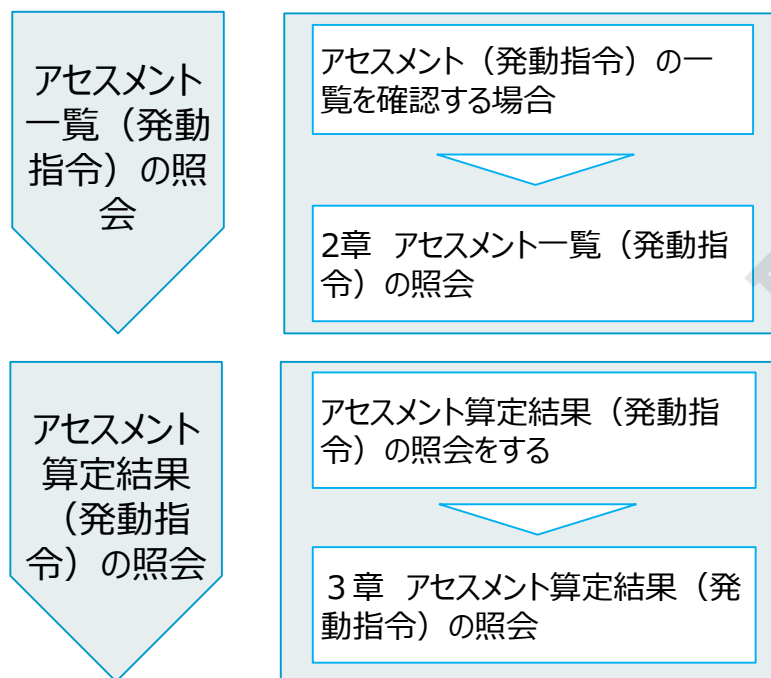 アセスメント
一覧（発動
指令）の照
会
アセスメント（発動指令）の一
覧を確認する場合
2章 アセスメント一覧（発動指
令）の照会
アセスメント
算定結果
（発動指
令）の照会
アセスメント算定結果（発動指
令）の照会をする
３章 アセスメント算定結果（発
動指令）の照会